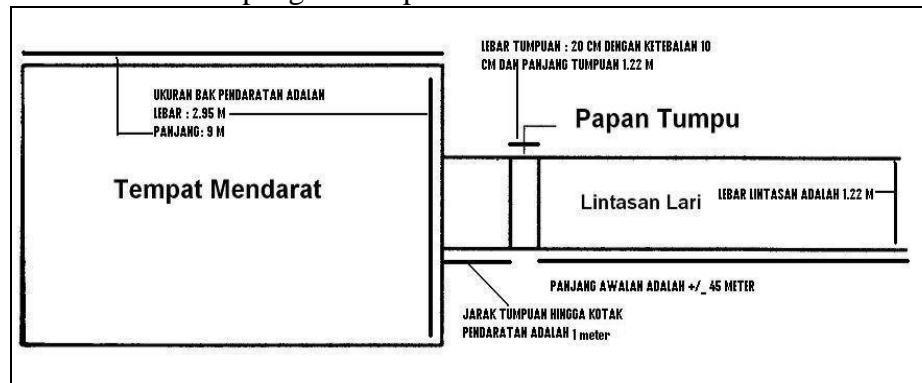 LEBAR TUMPUAN : 20 CM DENGAN KETEBALAN 10
CM DAN PANJANG TUMPUAN 1.22 M
UKURAN BAK PENDARATAN ADALAH
LEBAR : 2.95 M
PANJANG: 9 M
Papan Tumpu
Tempat Mendarat
Lintasan Lari
LEBAR LINTASAN ADALAH 1.22 M
PANJANG AWALAN ADALAH +/_ 45 METER
JARAK TUMPUAN HINGGA KOTAK
PENDARATAN ADALAH 1 meter